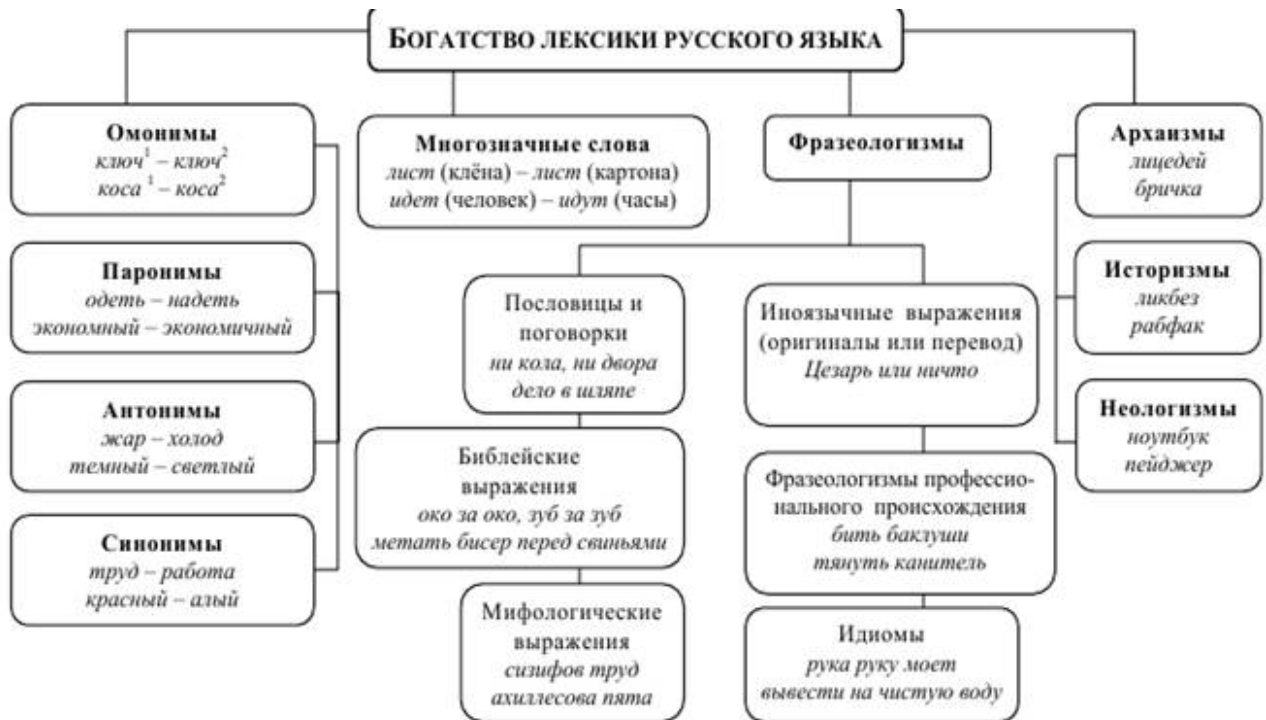 БОГАТСТВО ЛЕКСИКИ РУССКОГО ЯЗЫКА
Омонимы
ключ¹ – ключ²
коса ¹ – коса²
Паронимы
одеть – надеть
экономный – экономичный
Антонимы
жар – холод
темный – светлый
Синонимы
труд – работа
красный – алый
Многозначные слова
лист (клёна) – лист (картона)
идет (человек) – идут (часы)
Фразеологизмы
Пословицы и
поговорки
ни кола, ни двора
дело в шляпе
Библейские
выражения
око за око, зуб за зуб
метать бисер перед свиньями
Мифологические
выражения
сизифов труд
ахиллесова пята
Иноязычные выражения
(оригиналы или перевод)
Цезарь или ничто
Фразеологизмы профессио-
нального происхождения
бить баклуши
тянуть канитель
Идиомы
рука руку моет
вывести на чистую воду
Архаизмы
лицедей
бричка
Историзмы
ликбез
рабфак
Неологизмы
ноутбук
пейджер